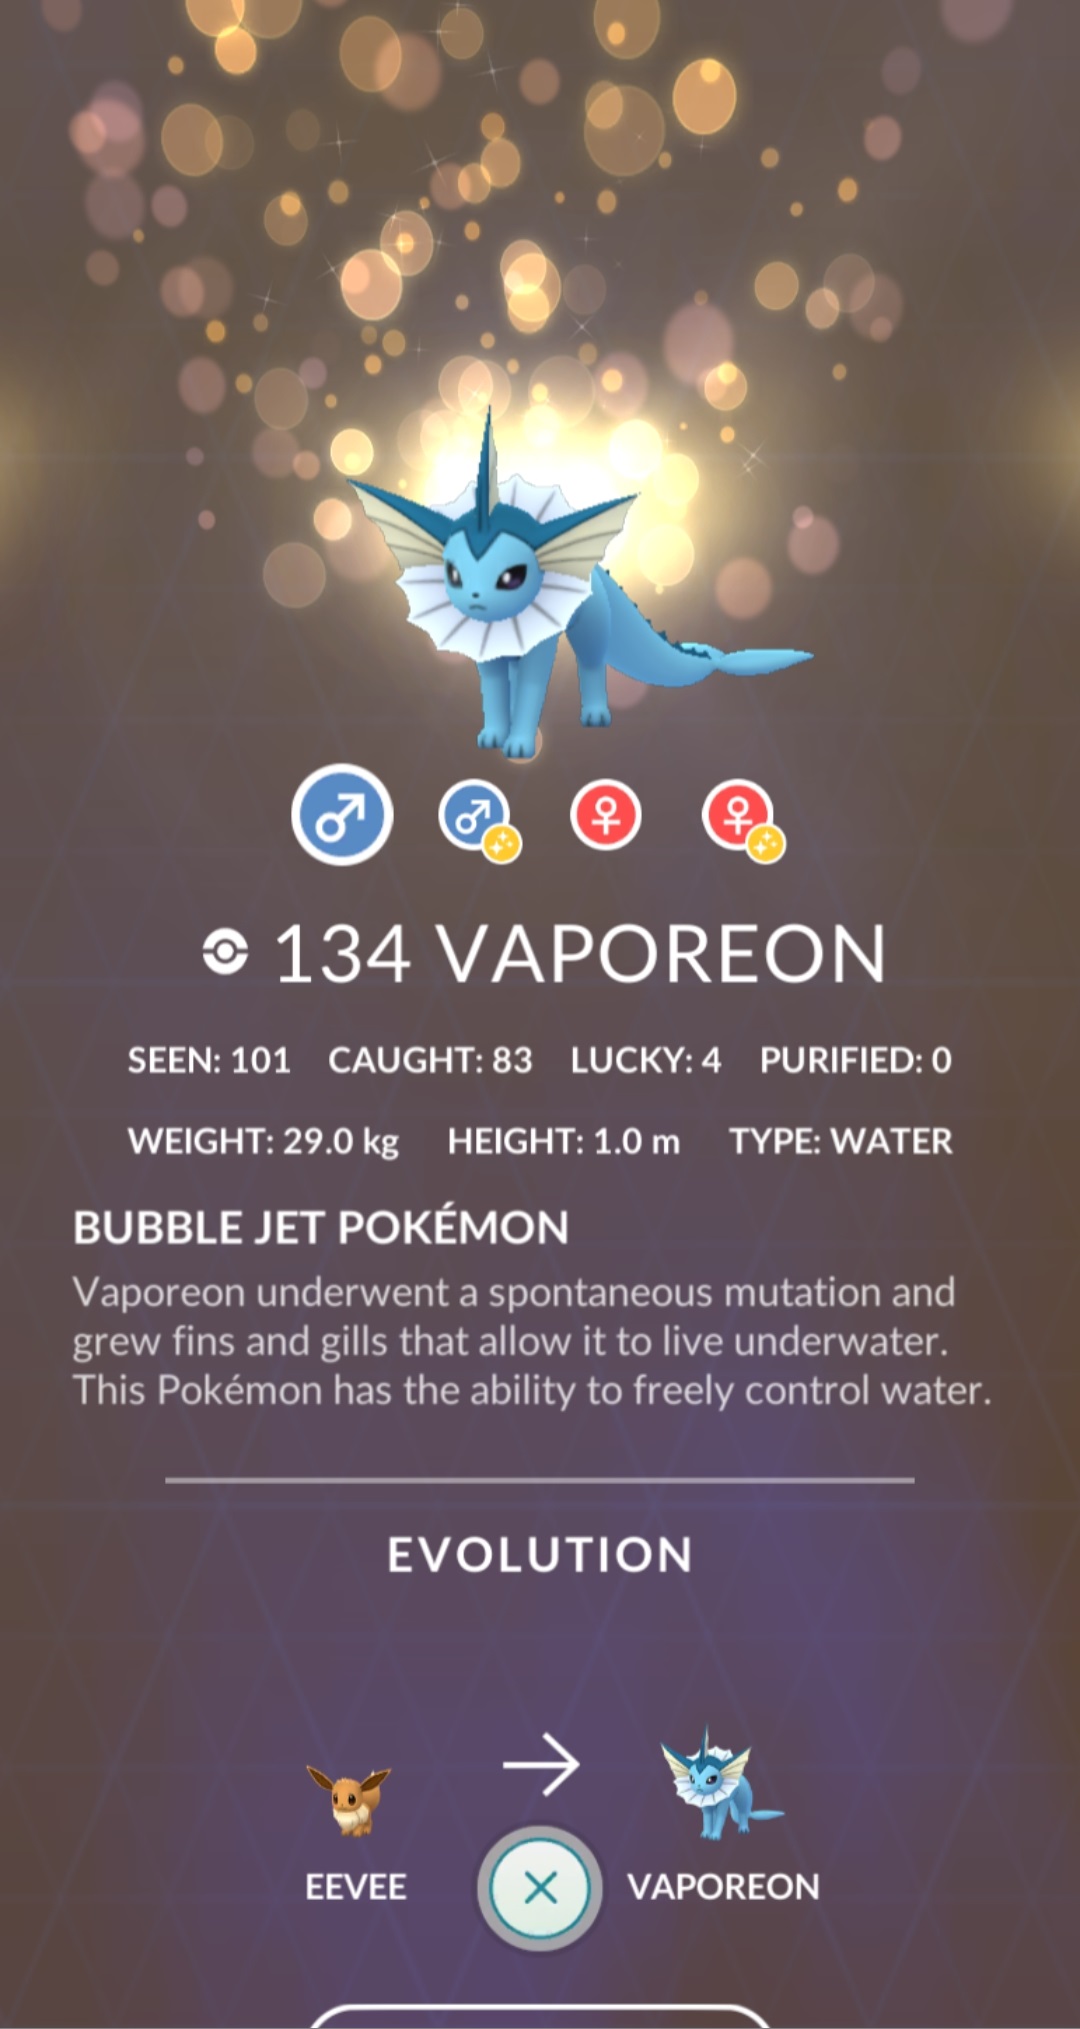 134 VAPOREON
SEEN: 101 CAUGHT: 83 LUCKY: 4 PURIFIED: 0
WEIGHT: 29.0 kg HEIGHT: 1.0 m TYPE: WATER
BUBBLE JET POKÉMON
Vaporeon underwent a spontaneous mutation and
grew fins and gills that allow it to live underwater.
This Pokémon has the ability to freely control water.
EVOLUTION
EEVEE VAPOREON